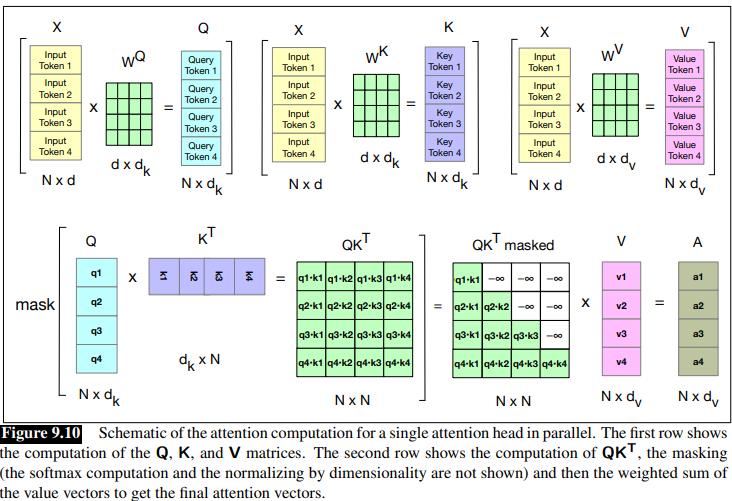 X
W^Q
Q
X
W^K
K
X
W^V
V
Input Token 1
Input Token 2
Input Token 3
Input Token 4
x
=
Query Token 1
Query Token 2
Query Token 3
Query Token 4
Input Token 1
Input Token 2
Input Token 3
Input Token 4
x
=
Key Token 1
Key Token 2
Key Token 3
Key Token 4
Input Token 1
Input Token 2
Input Token 3
Input Token 4
x
=
Value Token 1
Value Token 2
Value Token 3
Value Token 4
N x d
d x d_k
N x d_k
N x d
d x d_k
N x d_k
N x d
d x d_v
N x d_v
mask
Q
q1
q2
q3
q4
N x d_k
x
K^T
k1 k2 k3 k4
d_k x N
=
QK^T
q1•k1 q1•k2 q1•k3 q1•k4
q2•k1 q2•k2 q2•k3 q2•k4
q3•k1 q3•k2 q3•k3 q3•k4
q4•k1 q4•k2 q4•k3 q4•k4
N x N
=
QK^T masked
q1•k1 −∞ −∞ −∞
q2•k1 q2•k2 −∞ −∞
q3•k1 q3•k2 q3•k3 −∞
q4•k1 q4•k2 q4•k3 q4•k4
N x N
x
V
v1
v2
v3
v4
N x d_v
=
A
a1
a2
a3
a4
N x d_v
Figure 9.10 Schematic of the attention computation for a single attention head in parallel. The first row shows
the computation of the Q, K, and V matrices. The second row shows the computation of QK^T, the masking
(the softmax computation and the normalizing by dimensionality are not shown) and then the weighted sum of
the value vectors to get the final attention vectors.